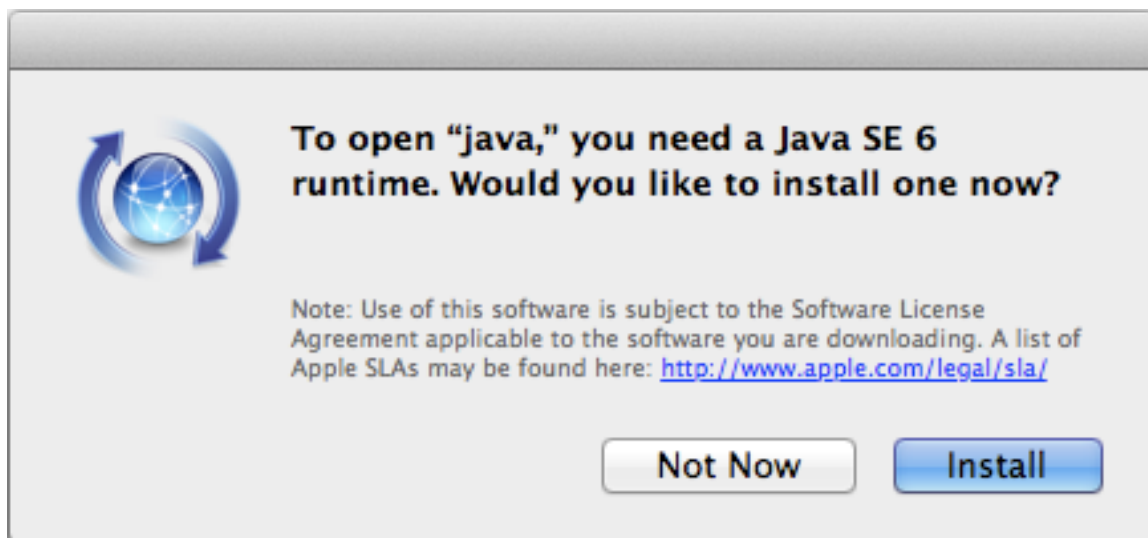 To open “java,” you need a Java SE 6
runtime. Would you like to install one now?
Note: Use of this software is subject to the Software License
Agreement applicable to the software you are downloading. A list of
Apple SLAs may be found here: http://www.apple.com/legal/sla/
Not Now
Install